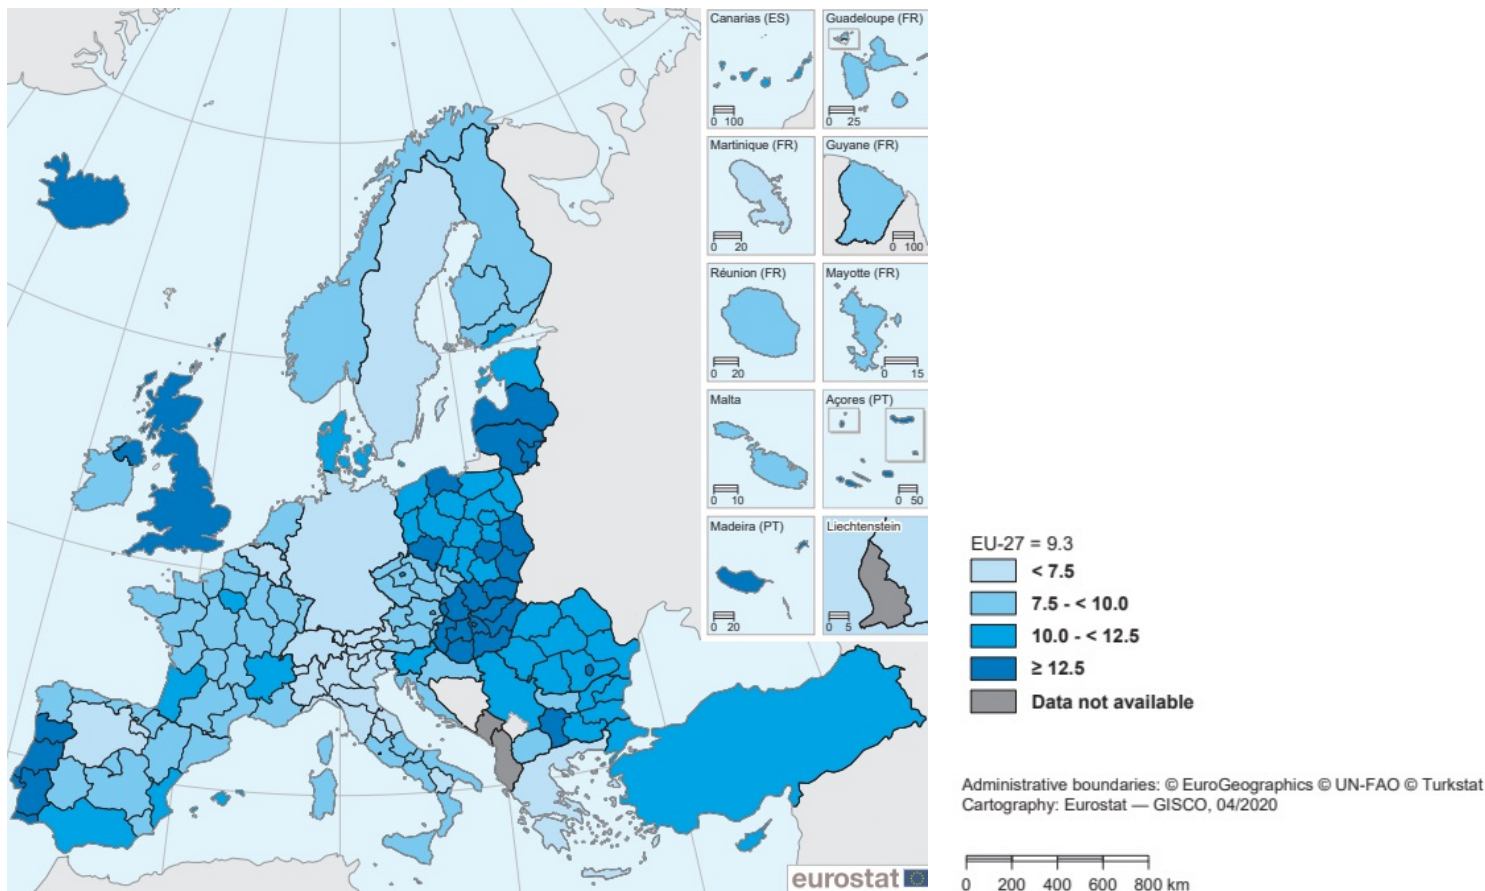 Canarias (ES)
0 100
Guadeloupe (FR)
0 25
Martinique (FR)
0 20
Guyane (FR)
0 100
Réunion (FR)
0 20
Mayotte (FR)
0 15
Malta
0 10
Açores (PT)
0 50
Madeira (PT)
0 20
Liechtenstein
0 5
EU-27 = 9.3
< 7.5
7.5 - < 10.0
10.0 - < 12.5
≥ 12.5
Data not available
Administrative boundaries: © EuroGeographics © UN-FAO © Turkstat
Cartography: Eurostat — GISCO, 04/2020
0 200 400 600 800 km
eurostat